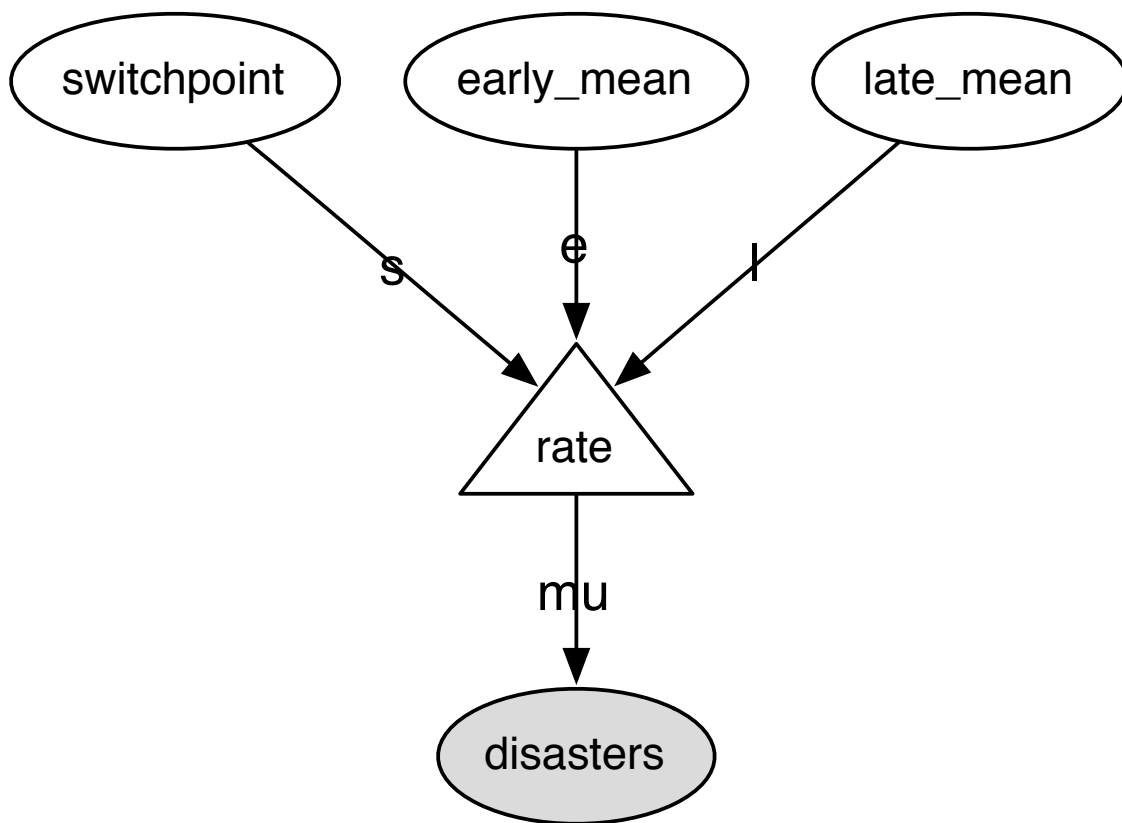 switchpoint
early_mean
late_mean
s
e
l
rate
mu
disasters